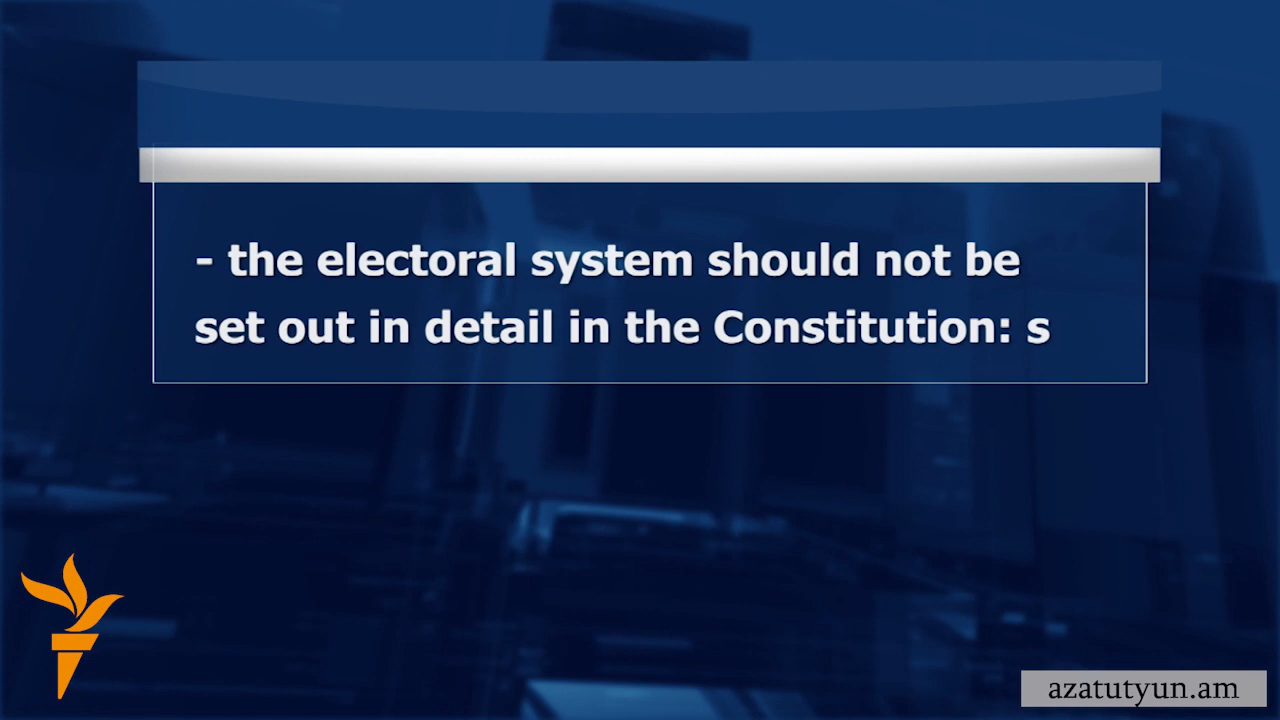 - the electoral system should not be
set out in detail in the Constitution: s
azatutyun.am